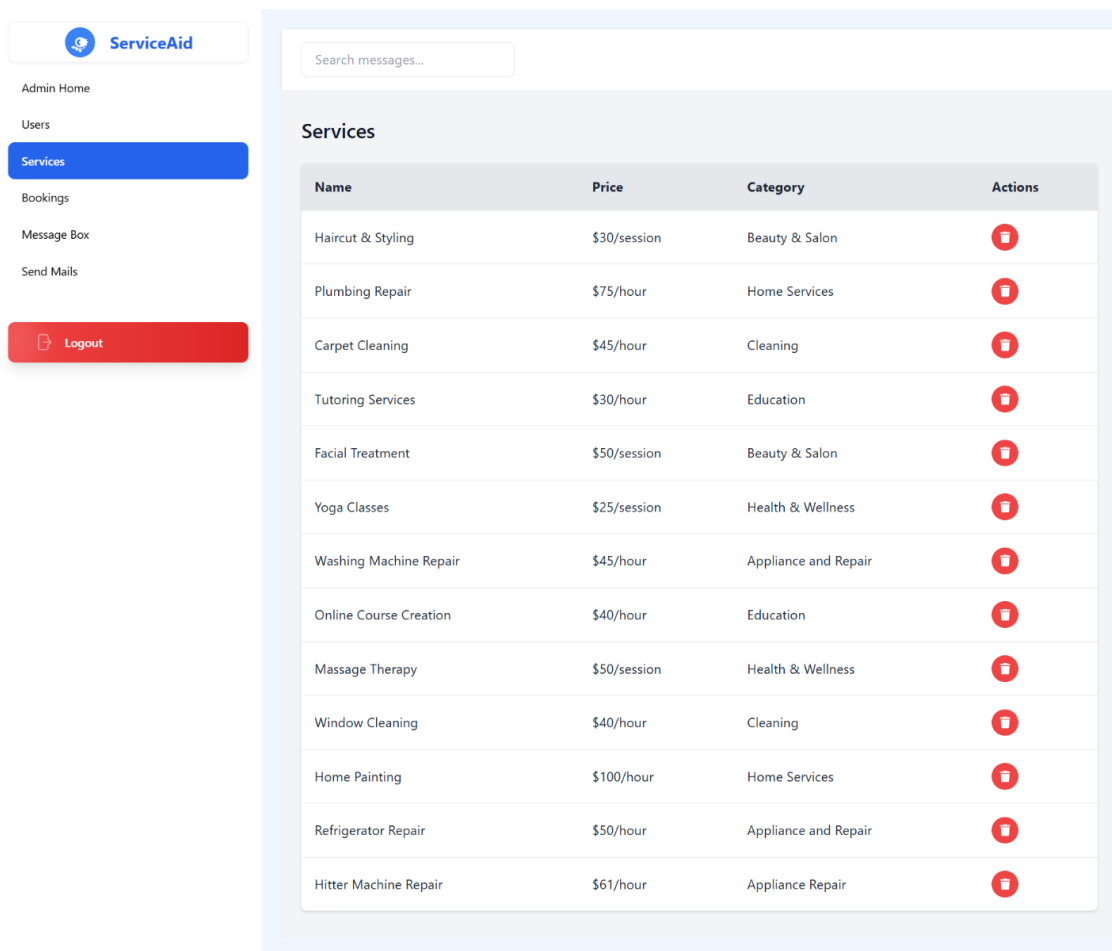 ServiceAid
Admin Home
Users
Services
Bookings
Message Box
Send Mails
Logout
Search messages...
Services
Name Price Category Actions
Haircut & Styling $30/session Beauty & Salon
Plumbing Repair $75/hour Home Services
Carpet Cleaning $45/hour Cleaning
Tutoring Services $30/hour Education
Facial Treatment $50/session Beauty & Salon
Yoga Classes $25/session Health & Wellness
Washing Machine Repair $45/hour Appliance and Repair
Online Course Creation $40/hour Education
Massage Therapy $50/session Health & Wellness
Window Cleaning $40/hour Cleaning
Home Painting $100/hour Home Services
Refrigerator Repair $50/hour Appliance and Repair
Hitter Machine Repair $61/hour Appliance Repair